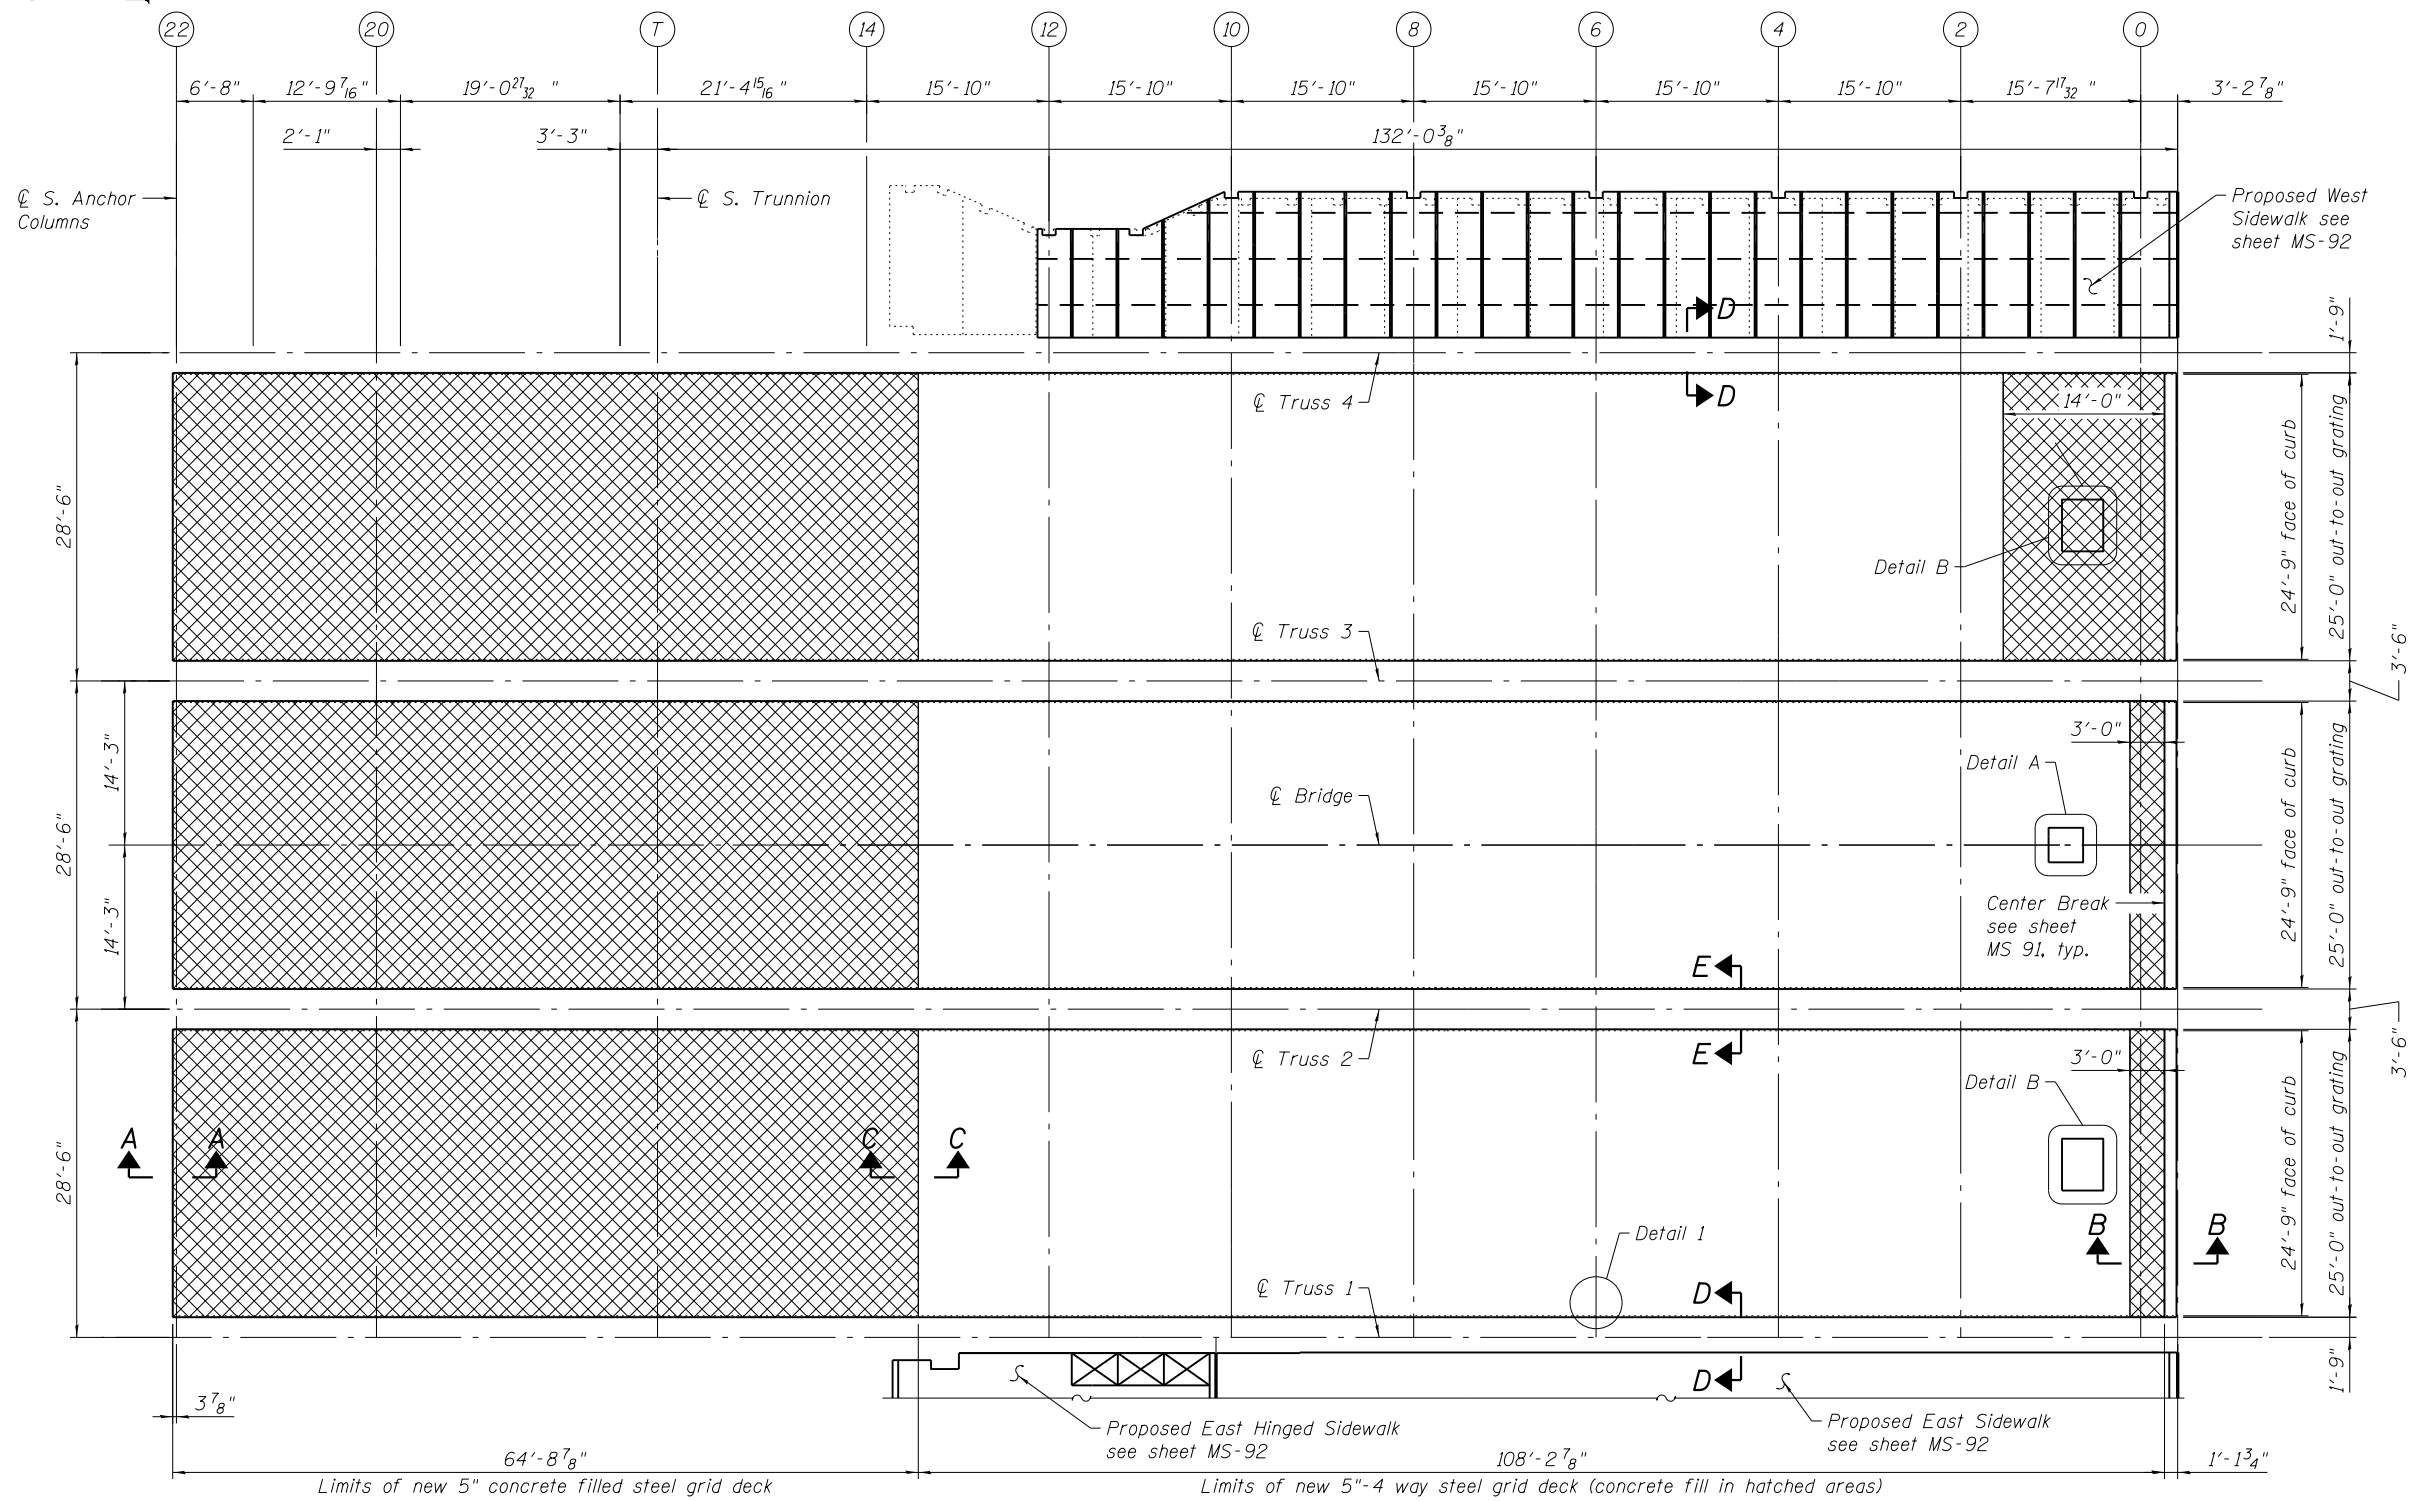 22 20 T 14 12 10 8 6 4 2 0
6'-8" 12'-9 7/16" 19'-0 27/32" 21'-4 15/16" 15'-10" 15'-10" 15'-10" 15'-10" 15'-10" 15'-10" 15'-7 17/32" 3'-2 7/8"
2'-1" 3'-3" 132'-0 3/8"
℄ S. Anchor
Columns
℄ S. Trunnion
Proposed West
Sidewalk see
sheet MS-92
D
1'-9"
D
℄ Truss 4
14'-0"
28'-6"
Detail B
24'-9" face of curb
25'-0" out-to-out grating
℄ Truss 3
3'-6"
14'-3"
3'-0"
Detail A
28'-6"
℄ Bridge
24'-9" face of curb
25'-0" out-to-out grating
14'-3"
Center Break
see sheet
MS 91, typ.
E
E
℄ Truss 2
3'-6"
3'-0"
Detail B
A A C C
28'-6"
24'-9" face of curb
25'-0" out-to-out grating
B B
Detail 1
℄ Truss 1
D
D
1'-9"
3 7/8"
Proposed East Hinged Sidewalk
see sheet MS-92
Proposed East Sidewalk
see sheet MS-92
64'-8 7/8" 108'-2 7/8" 1'-1 3/4"
Limits of new 5" concrete filled steel grid deck
Limits of new 5"-4 way steel grid deck (concrete fill in hatched areas)